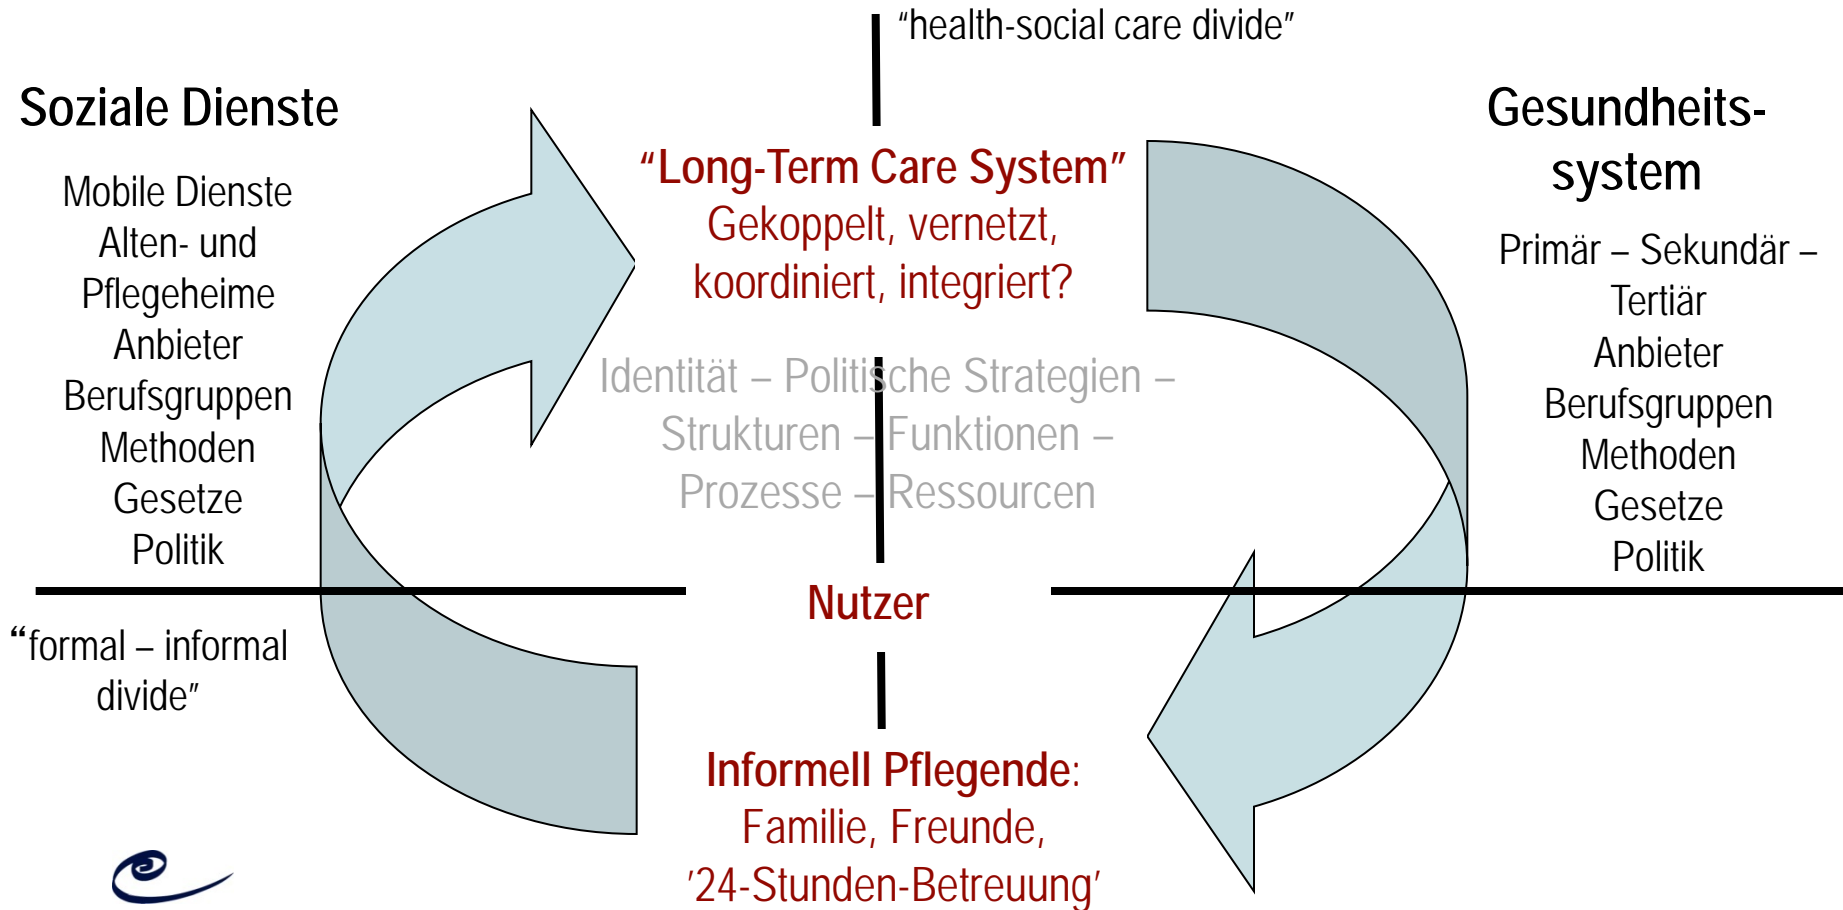 “health-social care divide”
Soziale Dienste
Mobile Dienste
Alten- und
Pflegeheime
Anbieter
Berufsgruppen
Methoden
Gesetze
Politik
“Long-Term Care System”
Gekoppelt, vernetzt,
koordiniert, integriert?
Identität – Politische Strategien –
Strukturen – Funktionen –
Prozesse – Ressourcen
Gesundheits-
system
Primär – Sekundär –
Tertiär
Anbieter
Berufsgruppen
Methoden
Gesetze
Politik
Nutzer
“formal – informal
divide”
Informell Pflegende:
Familie, Freunde,
’24-Stunden-Betreuung’